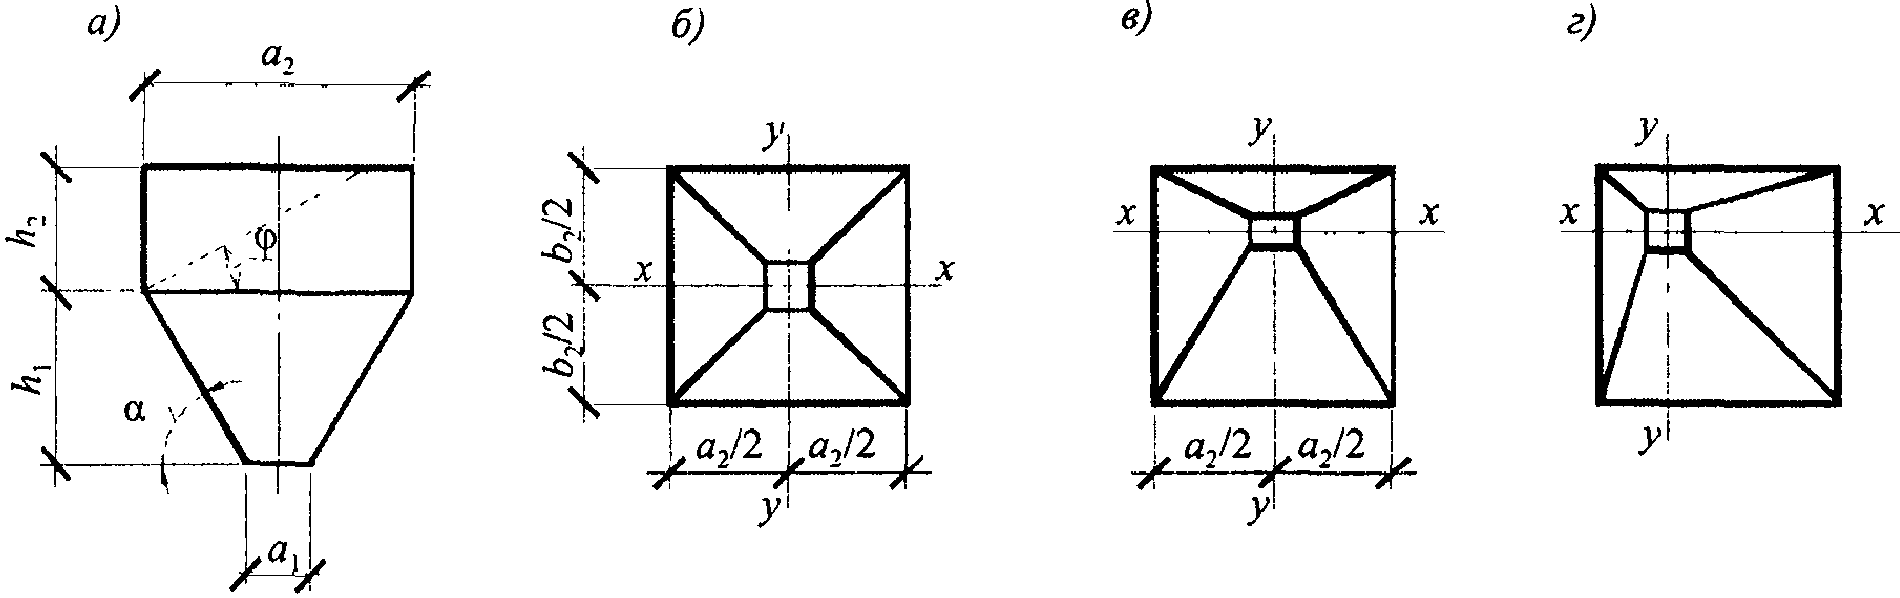 а)
б)
в)
г)
a₂
h₂
φ
h₁
α
a₁
y
b₂/2
x
x
b₂/2
a₂/2
a₂/2
y
y
x
x
a₂/2
a₂/2
y
y
x
x
y